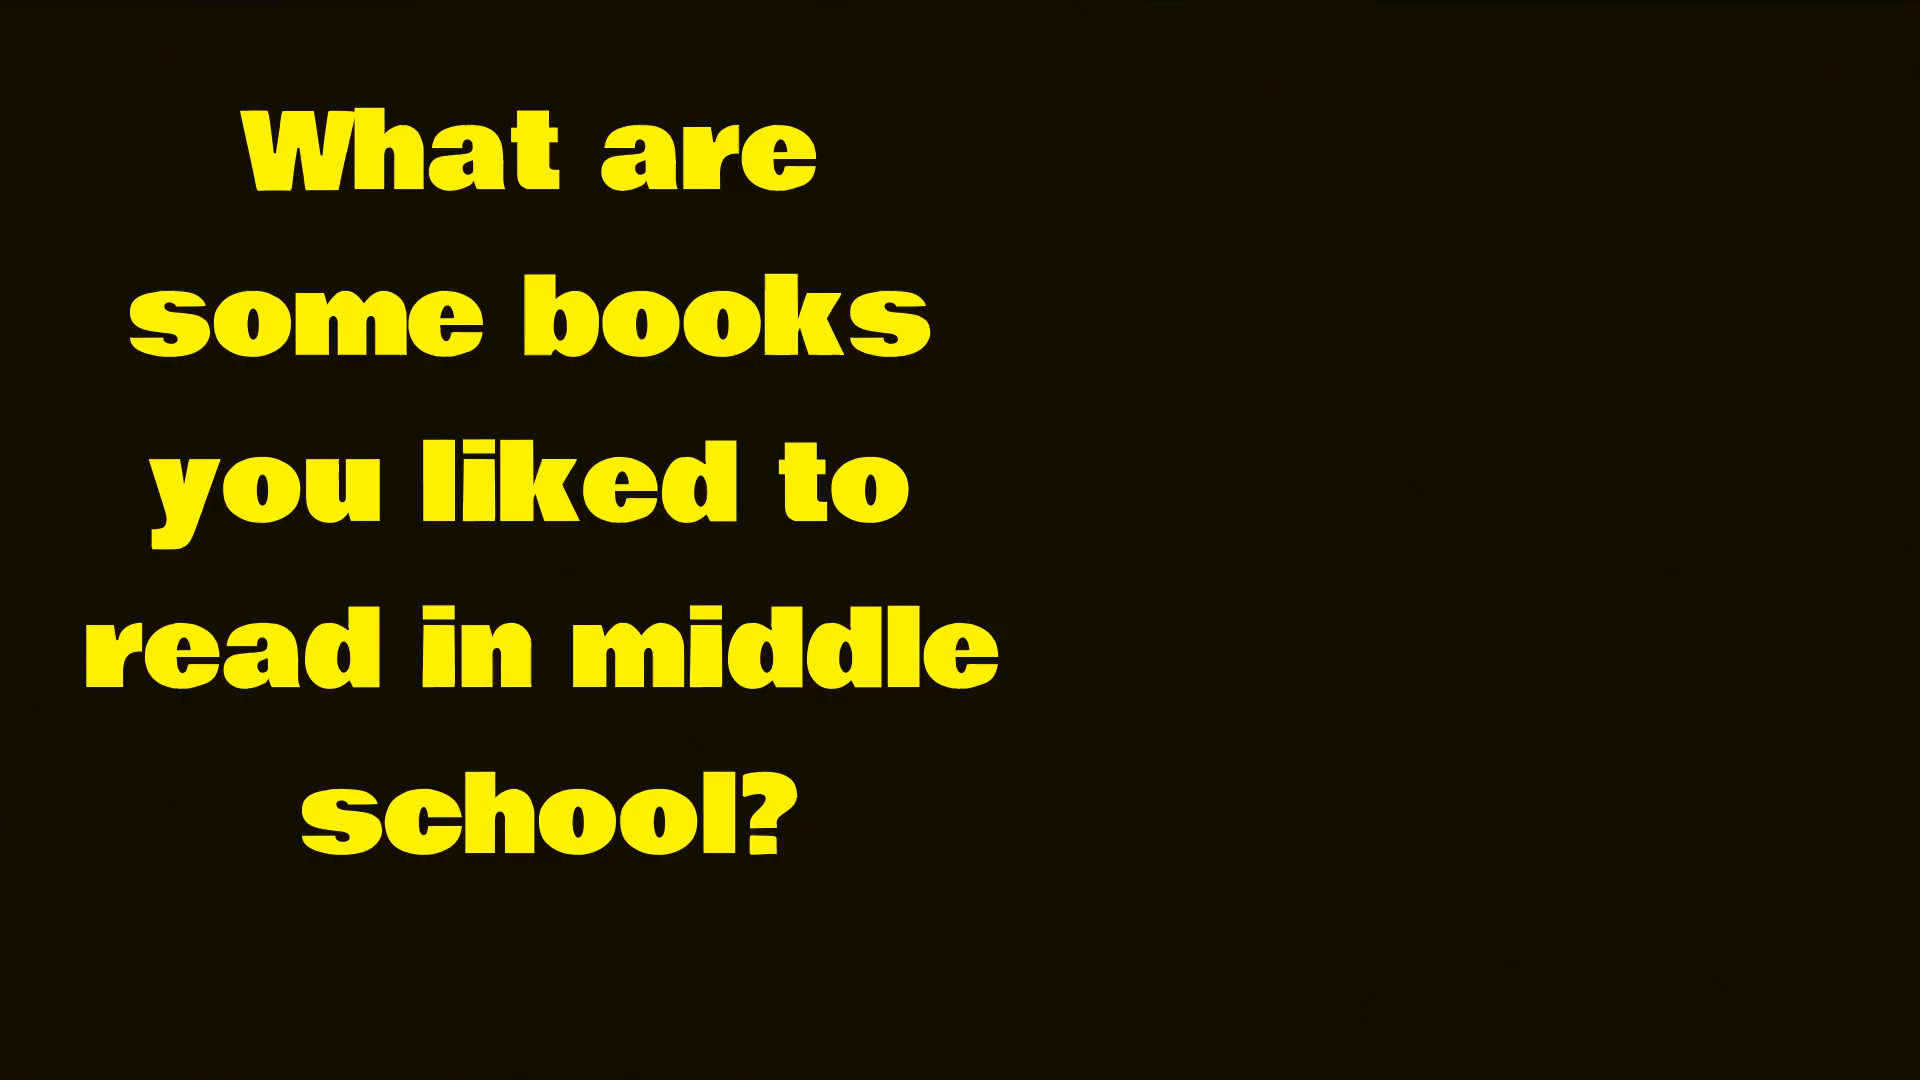 What are
some books
you liked to
read in middle
school?